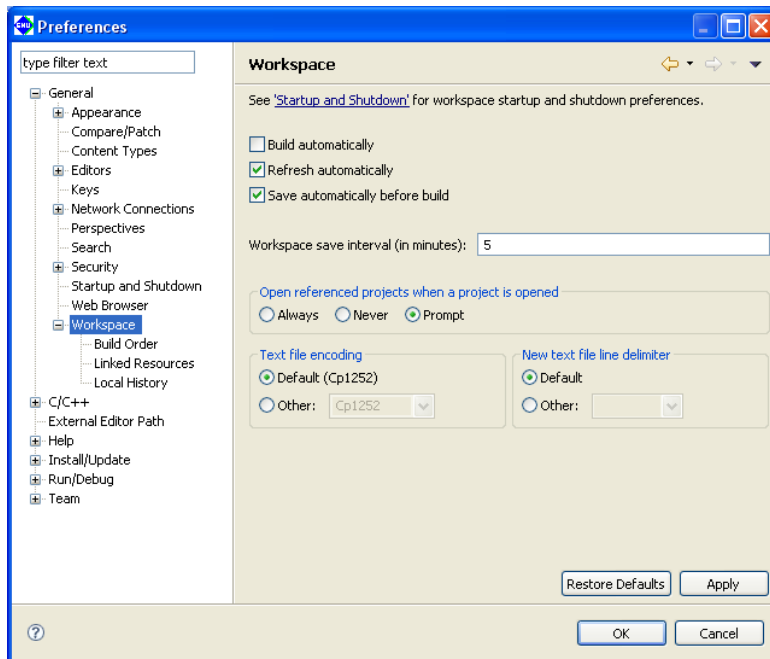 Preferences
type filter text
General
Appearance
Compare/Patch
Content Types
Editors
Keys
Network Connections
Perspectives
Search
Security
Startup and Shutdown
Web Browser
Workspace
Build Order
Linked Resources
Local History
C/C++
External Editor Path
Help
Install/Update
Run/Debug
Team
Workspace
See 'Startup and Shutdown' for workspace startup and shutdown preferences.
Build automatically
Refresh automatically
Save automatically before build
Workspace save interval (in minutes): 5
Open referenced projects when a project is opened
Always Never Prompt
Text file encoding
Default (Cp1252)
Other: Cp1252
New text file line delimiter
Default
Other:
Restore Defaults Apply
OK Cancel